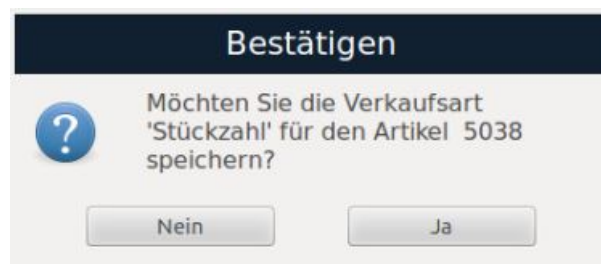 Bestätigen
Möchten Sie die Verkaufsart
'Stückzahl' für den Artikel  5038
speichern?
Nein
Ja